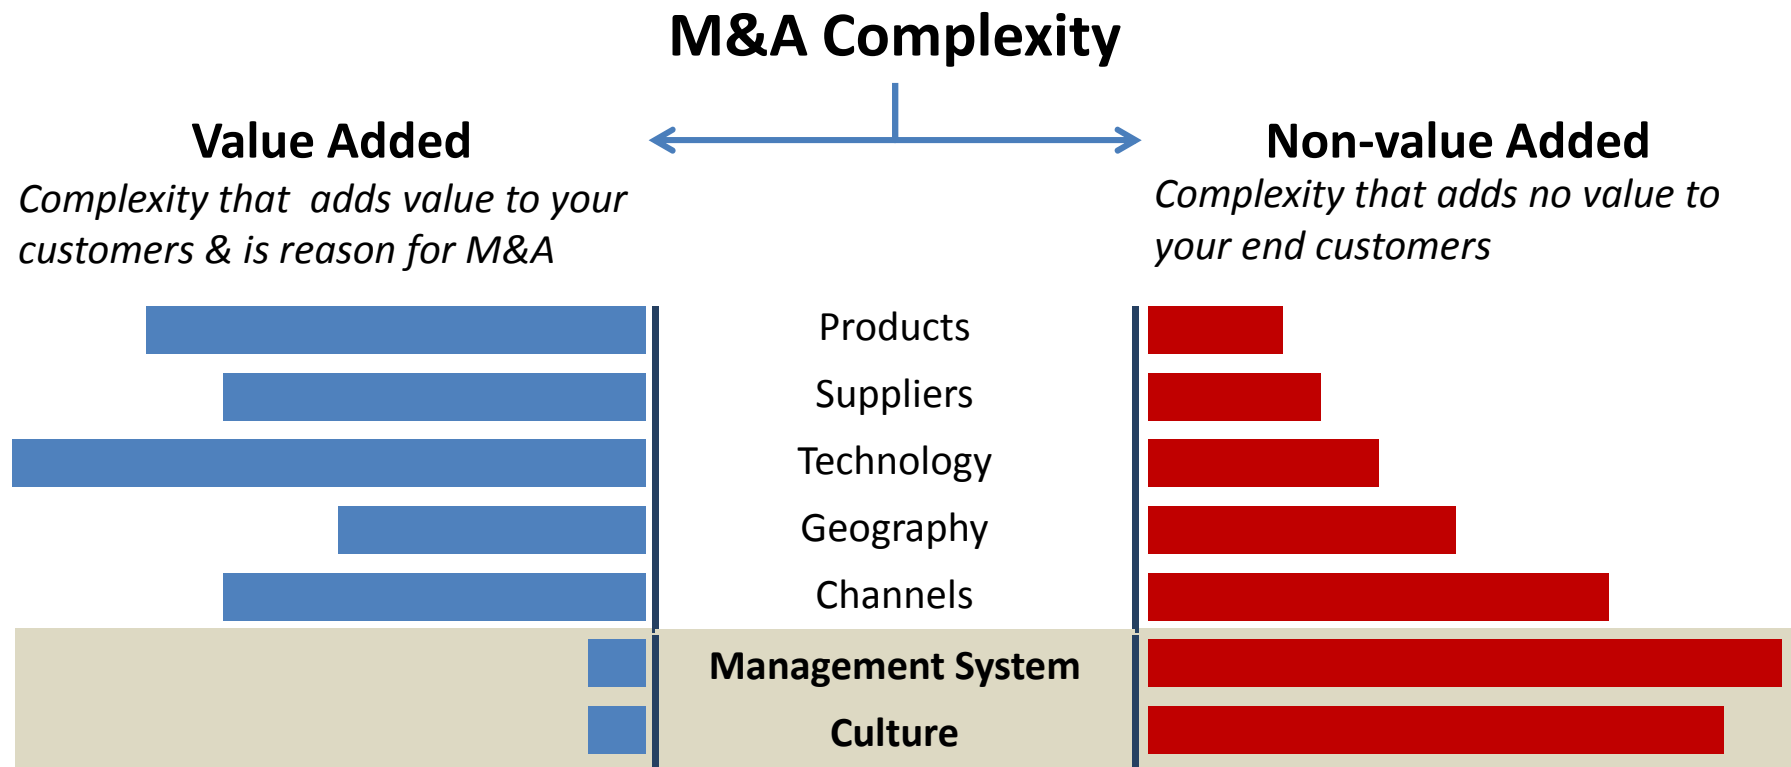 M&A Complexity
Value Added
Complexity that  adds value to your
customers & is reason for M&A
Non-value Added
Complexity that adds no value to
your end customers
Products
Suppliers
Technology
Geography
Channels
Management System
Culture